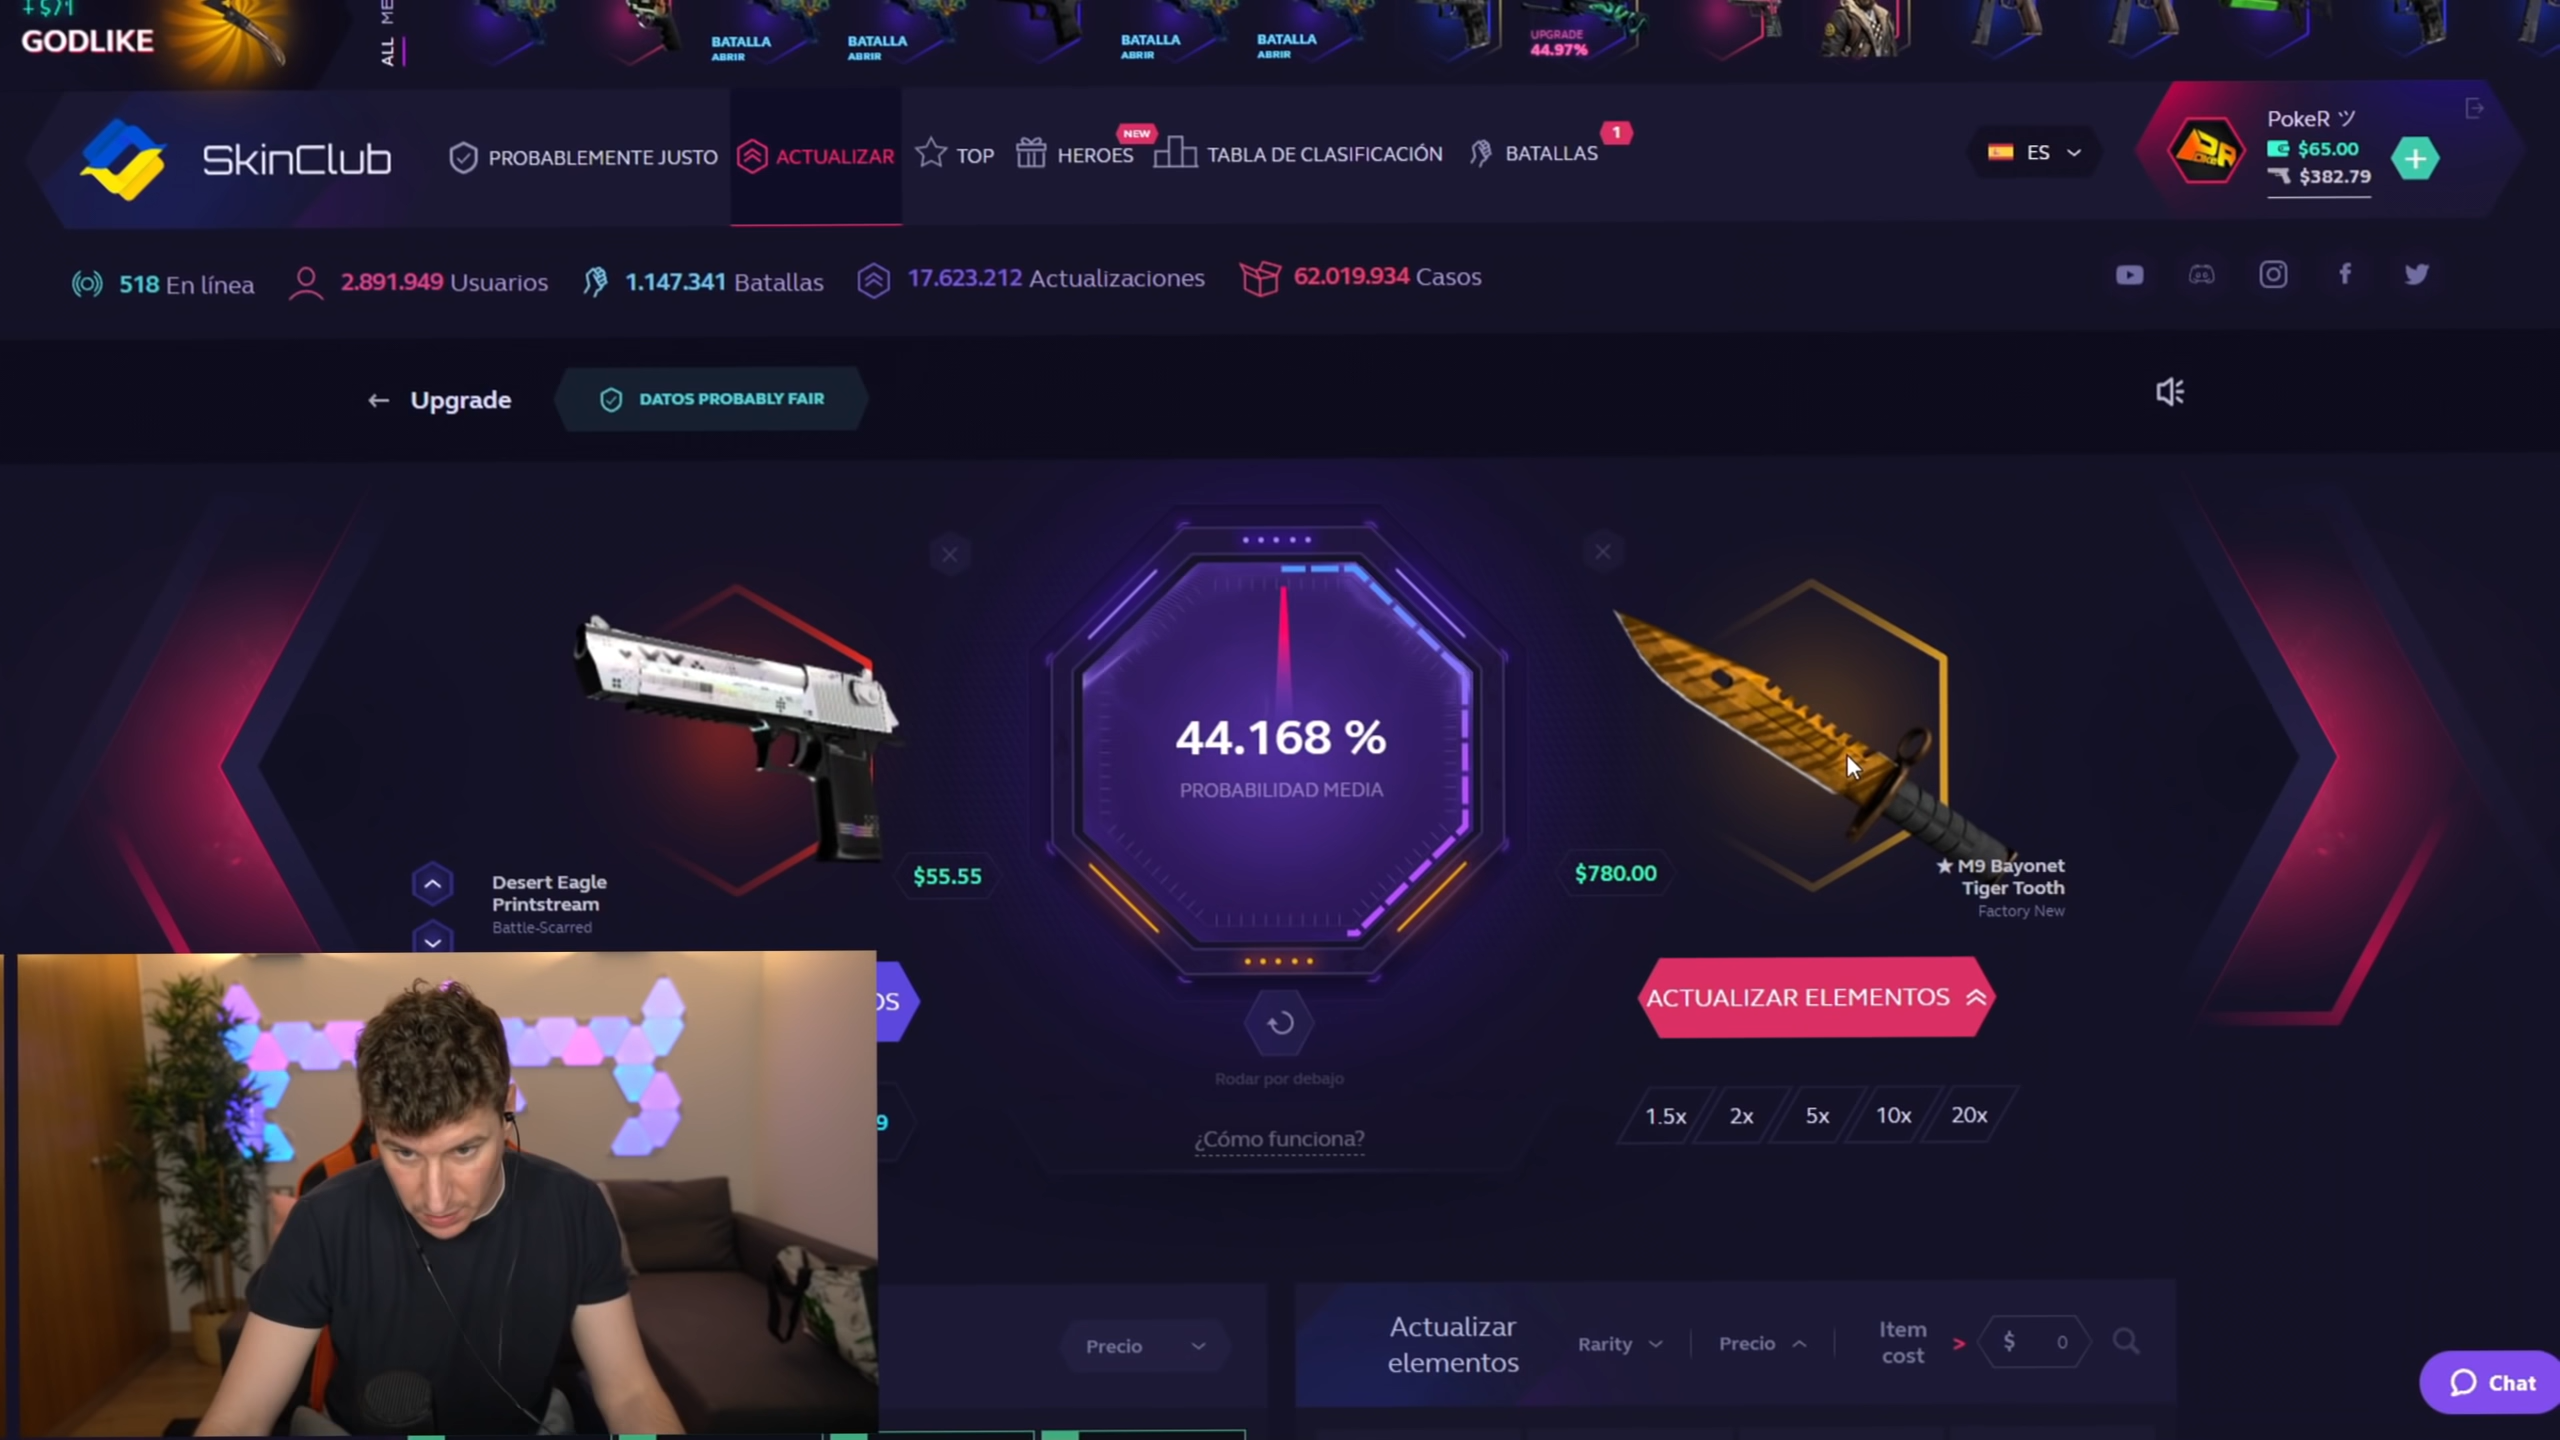 + $71
GODLIKE
ALL ME
BATALLA
ABRIR
BATALLA
ABRIR
BATALLA
ABRIR
BATALLA
ABRIR
UPGRADE
44.97%
SkinClub
PROBABLEMENTE JUSTO
ACTUALIZAR
TOP
NEW
HEROES
TABLA DE CLASIFICACIÓN
1
BATALLAS
ES
PokeR ツ
$65.00
$382.79
518 En línea
2.891.949 Usuarios
1.147.341 Batallas
17.623.212 Actualizaciones
62.019.934 Casos
← Upgrade
DATOS PROBABLY FAIR
44.168 %
PROBABILIDAD MEDIA
Desert Eagle
Printstream
Battle-Scarred
$55.55
$780.00
★ M9 Bayonet
Tiger Tooth
Factory New
OS
ACTUALIZAR ELEMENTOS
Rodar por debajo
9
1.5x
2x
5x
10x
20x
¿Cómo funciona?
Precio
Actualizar
elementos
Rarity
Precio
Item
cost
>
$ 0
Chat